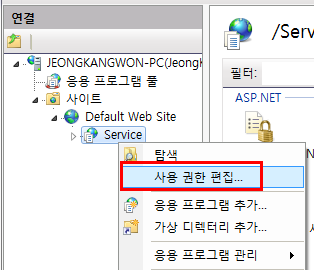 연결
/Serv
JEONGKANGWON-PC(JeongK
응용 프로그램 풀
사이트
Default Web Site
Service
필터:
ASP.NET
탐색
사용 권한 편집...
응용 프로그램 추가...
가상 디렉터리 추가...
응용 프로그램 관리